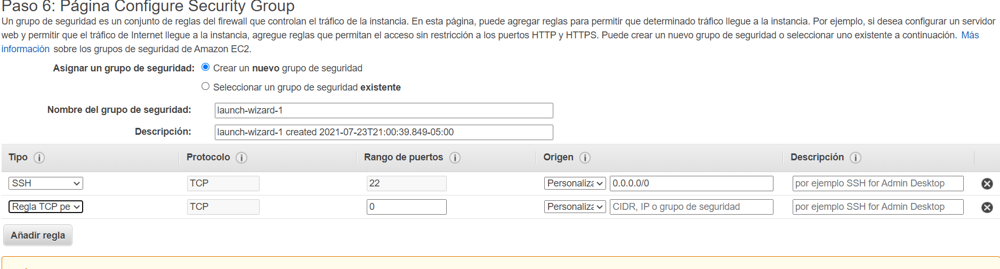 Paso 6: Página Configure Security Group
Un grupo de seguridad es un conjunto de reglas del firewall que controlan el tráfico de la instancia. En esta página, puede agregar reglas para permitir que determinado tráfico llegue a la instancia. Por ejemplo, si desea configurar un servidor
web y permitir que el tráfico de Internet llegue a la instancia, agregue reglas que permitan el acceso sin restricción a los puertos HTTP y HTTPS. Puede crear un nuevo grupo de seguridad o seleccionar uno existente a continuación. Más
información sobre los grupos de seguridad de Amazon EC2.
Asignar un grupo de seguridad: Crear un nuevo grupo de seguridad
Seleccionar un grupo de seguridad existente
Nombre del grupo de seguridad: launch-wizard-1
Descripción: launch-wizard-1 created 2021-07-23T21:00:39.849-05:00
Tipo Protocolo Rango de puertos Origen Descripción
SSH TCP 22 Personaliza 0.0.0.0/0 por ejemplo SSH for Admin Desktop
Regla TCP pe TCP 0 Personaliza CIDR, IP o grupo de seguridad por ejemplo SSH for Admin Desktop
Añadir regla